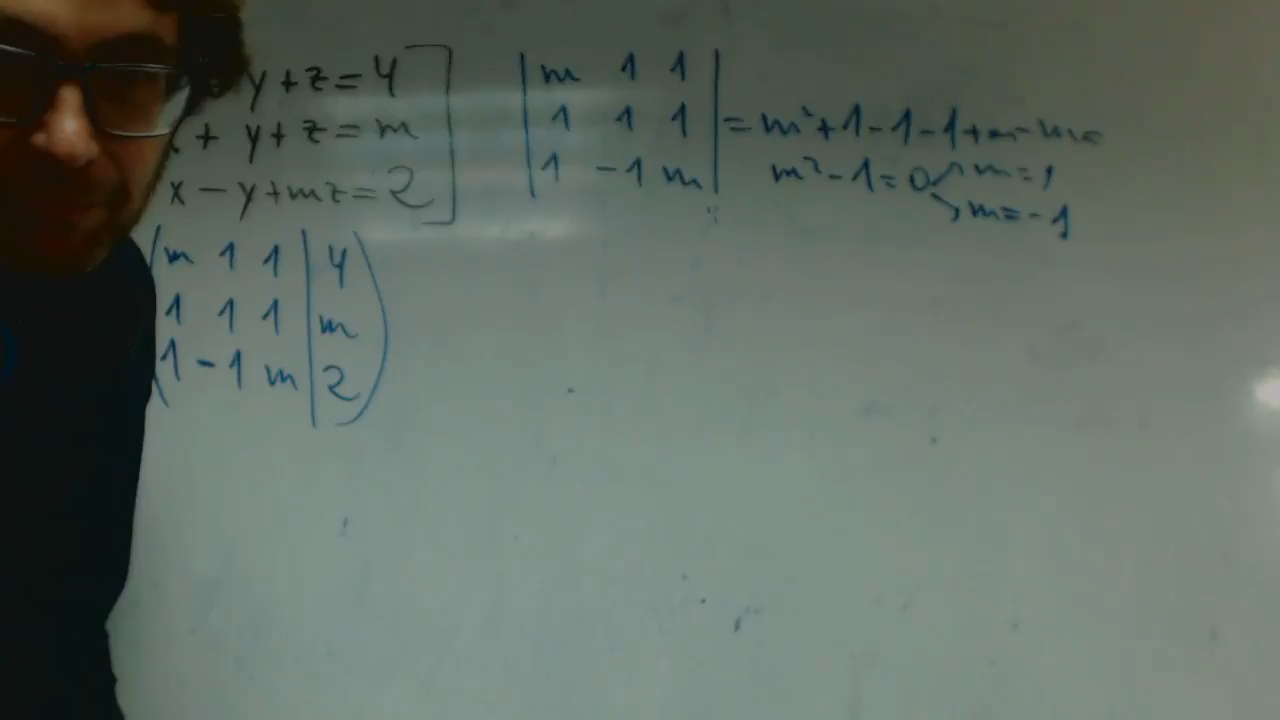 y + z = 4
+ y + z = m
x - y + mz = 2
| m 1 1 |
| 1 1 1 | = m² + 1 - 1 - 1 + m - m =
| 1 -1 m |
m² - 1 = 0 m = 1
m = -1
( m 1 1 | 4 )
( 1 1 1 | m )
( 1 -1 m | 2 )